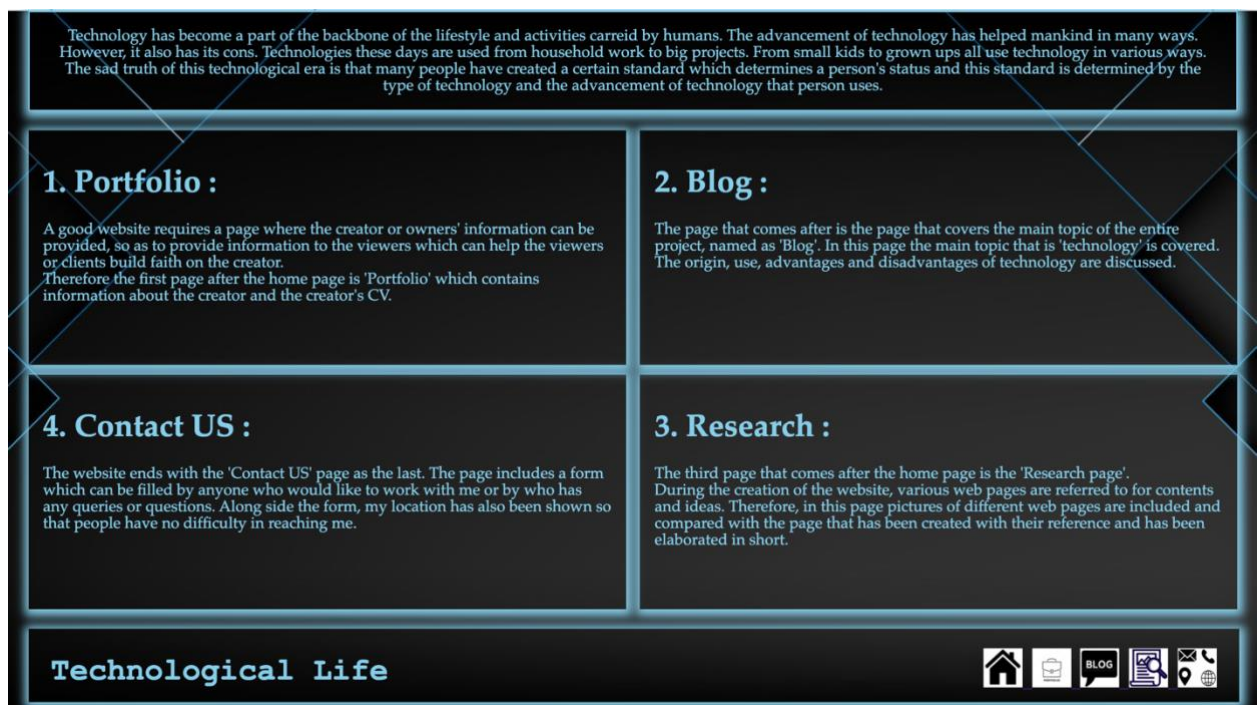 Technology has become a part of the backbone of the lifestyle and activities carreid by humans. The advancement of technology has helped mankind in many ways.
However, it also has its cons. Technologies these days are used from household work to big projects. From small kids to grown ups all use technology in various ways.
The sad truth of this technological era is that many people have created a certain standard which determines a person's status and this standard is determined by the
type of technology and the advancement of technology that person uses.
1. Portfolio :
A good website requires a page where the creator or owners' information can be
provided, so as to provide information to the viewers which can help the viewers
or clients build faith on the creator.
Therefore the first page after the home page is 'Portfolio' which contains
information about the creator and the creator's CV.
2. Blog :
The page that comes after is the page that covers the main topic of the entire
project, named as 'Blog'. In this page the main topic that is 'technology' is covered.
The origin, use, advantages and disadvantages of technology are discussed.
4. Contact US :
The website ends with the 'Contact US' page as the last. The page includes a form
which can be filled by anyone who would like to work with me or by who has
any queries or questions. Along side the form, my location has also been shown so
that people have no difficulty in reaching me.
3. Research :
The third page that comes after the home page is the 'Research page'.
During the creation of the website, various web pages are referred to for contents
and ideas. Therefore, in this page pictures of different web pages are included and
compared with the page that has been created with their reference and has been
elaborated in short.
Technological Life
BLOG